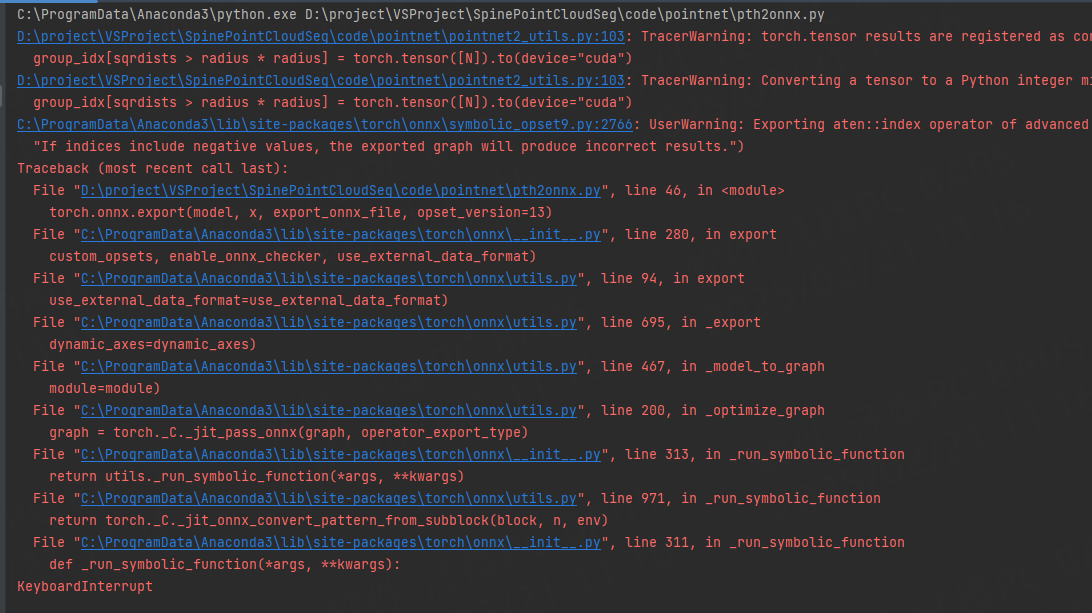 C:\ProgramData\Anaconda3\python.exe D:\project\VSProject\SpinePointCloudSeg\code\pointnet\pth2onnx.py
D:\project\VSProject\SpinePointCloudSeg\code\pointnet\pointnet2_utils.py:103: TracerWarning: torch.tensor results are registered as
group_idx[sqrdists > radius * radius] = torch.tensor([N]).to(device="cuda")
D:\project\VSProject\SpinePointCloudSeg\code\pointnet\pointnet2_utils.py:103: TracerWarning: Converting a tensor to a Python integer
group_idx[sqrdists > radius * radius] = torch.tensor([N]).to(device="cuda")
C:\ProgramData\Anaconda3\lib\site-packages\torch\onnx\symbolic_opset9.py:2766: UserWarning: Exporting aten::index operator of advanced
"If indices include negative values, the exported graph will produce incorrect results.")
Traceback (most recent call last):
File "D:\project\VSProject\SpinePointCloudSeg\code\pointnet\pth2onnx.py", line 46, in <module>
torch.onnx.export(model, x, export_onnx_file, opset_version=13)
File "C:\ProgramData\Anaconda3\lib\site-packages\torch\onnx\__init__.py", line 280, in export
custom_opsets, enable_onnx_checker, use_external_data_format)
File "C:\ProgramData\Anaconda3\lib\site-packages\torch\onnx\utils.py", line 94, in export
use_external_data_format=use_external_data_format)
File "C:\ProgramData\Anaconda3\lib\site-packages\torch\onnx\utils.py", line 695, in _export
dynamic_axes=dynamic_axes)
File "C:\ProgramData\Anaconda3\lib\site-packages\torch\onnx\utils.py", line 467, in _model_to_graph
module=module)
File "C:\ProgramData\Anaconda3\lib\site-packages\torch\onnx\utils.py", line 200, in _optimize_graph
graph = torch._C._jit_pass_onnx(graph, operator_export_type)
File "C:\ProgramData\Anaconda3\lib\site-packages\torch\onnx\__init__.py", line 313, in _run_symbolic_function
return utils._run_symbolic_function(*args, **kwargs)
File "C:\ProgramData\Anaconda3\lib\site-packages\torch\onnx\utils.py", line 971, in _run_symbolic_function
return torch._C._jit_onnx_convert_pattern_from_subblock(block, n, env)
File "C:\ProgramData\Anaconda3\lib\site-packages\torch\onnx\__init__.py", line 311, in _run_symbolic_function
def _run_symbolic_function(*args, **kwargs):
KeyboardInterrupt